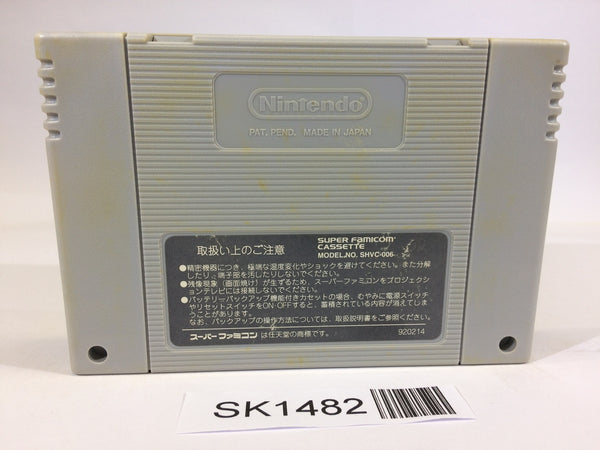 Nintendo
PAT. PEND. MADE IN JAPAN
取扱い上のご注意
SUPER FAMICOM
CASSETTE
MODEL.NO. SHVC-006
●精密機器につき、極端な温度変化やショックを避けてください。また分解
したり、端子部を汚したりしないでください。
●残像現象(画面焼け)が生ずるため、スーパーファミコンをプロジェクシ
ョンテレビには接続しないでください。
●バッテリーバックアップ機能付きカセットの場合、むやみに電源スイッチ
やリセットスイッチをON-OFFすると、蓄積されている内容が消えてしま
うことがあります。
なお、バックアップの操作方法については、取扱説明書をご参照ください。
スーパーファミコン は任天堂の商標です。
920214
SK1482